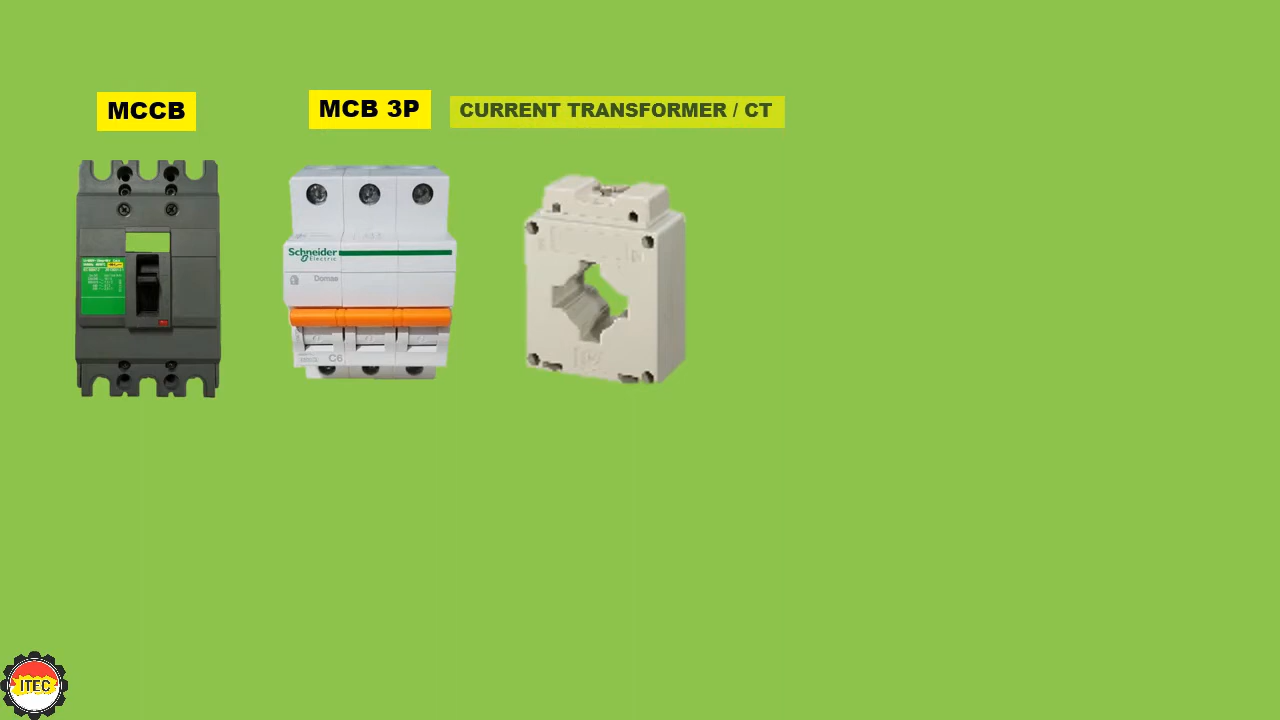 MCCB
MCB 3P
CURRENT TRANSFORMER / CT
Schneider
Electric
Domae
C6
ITEC